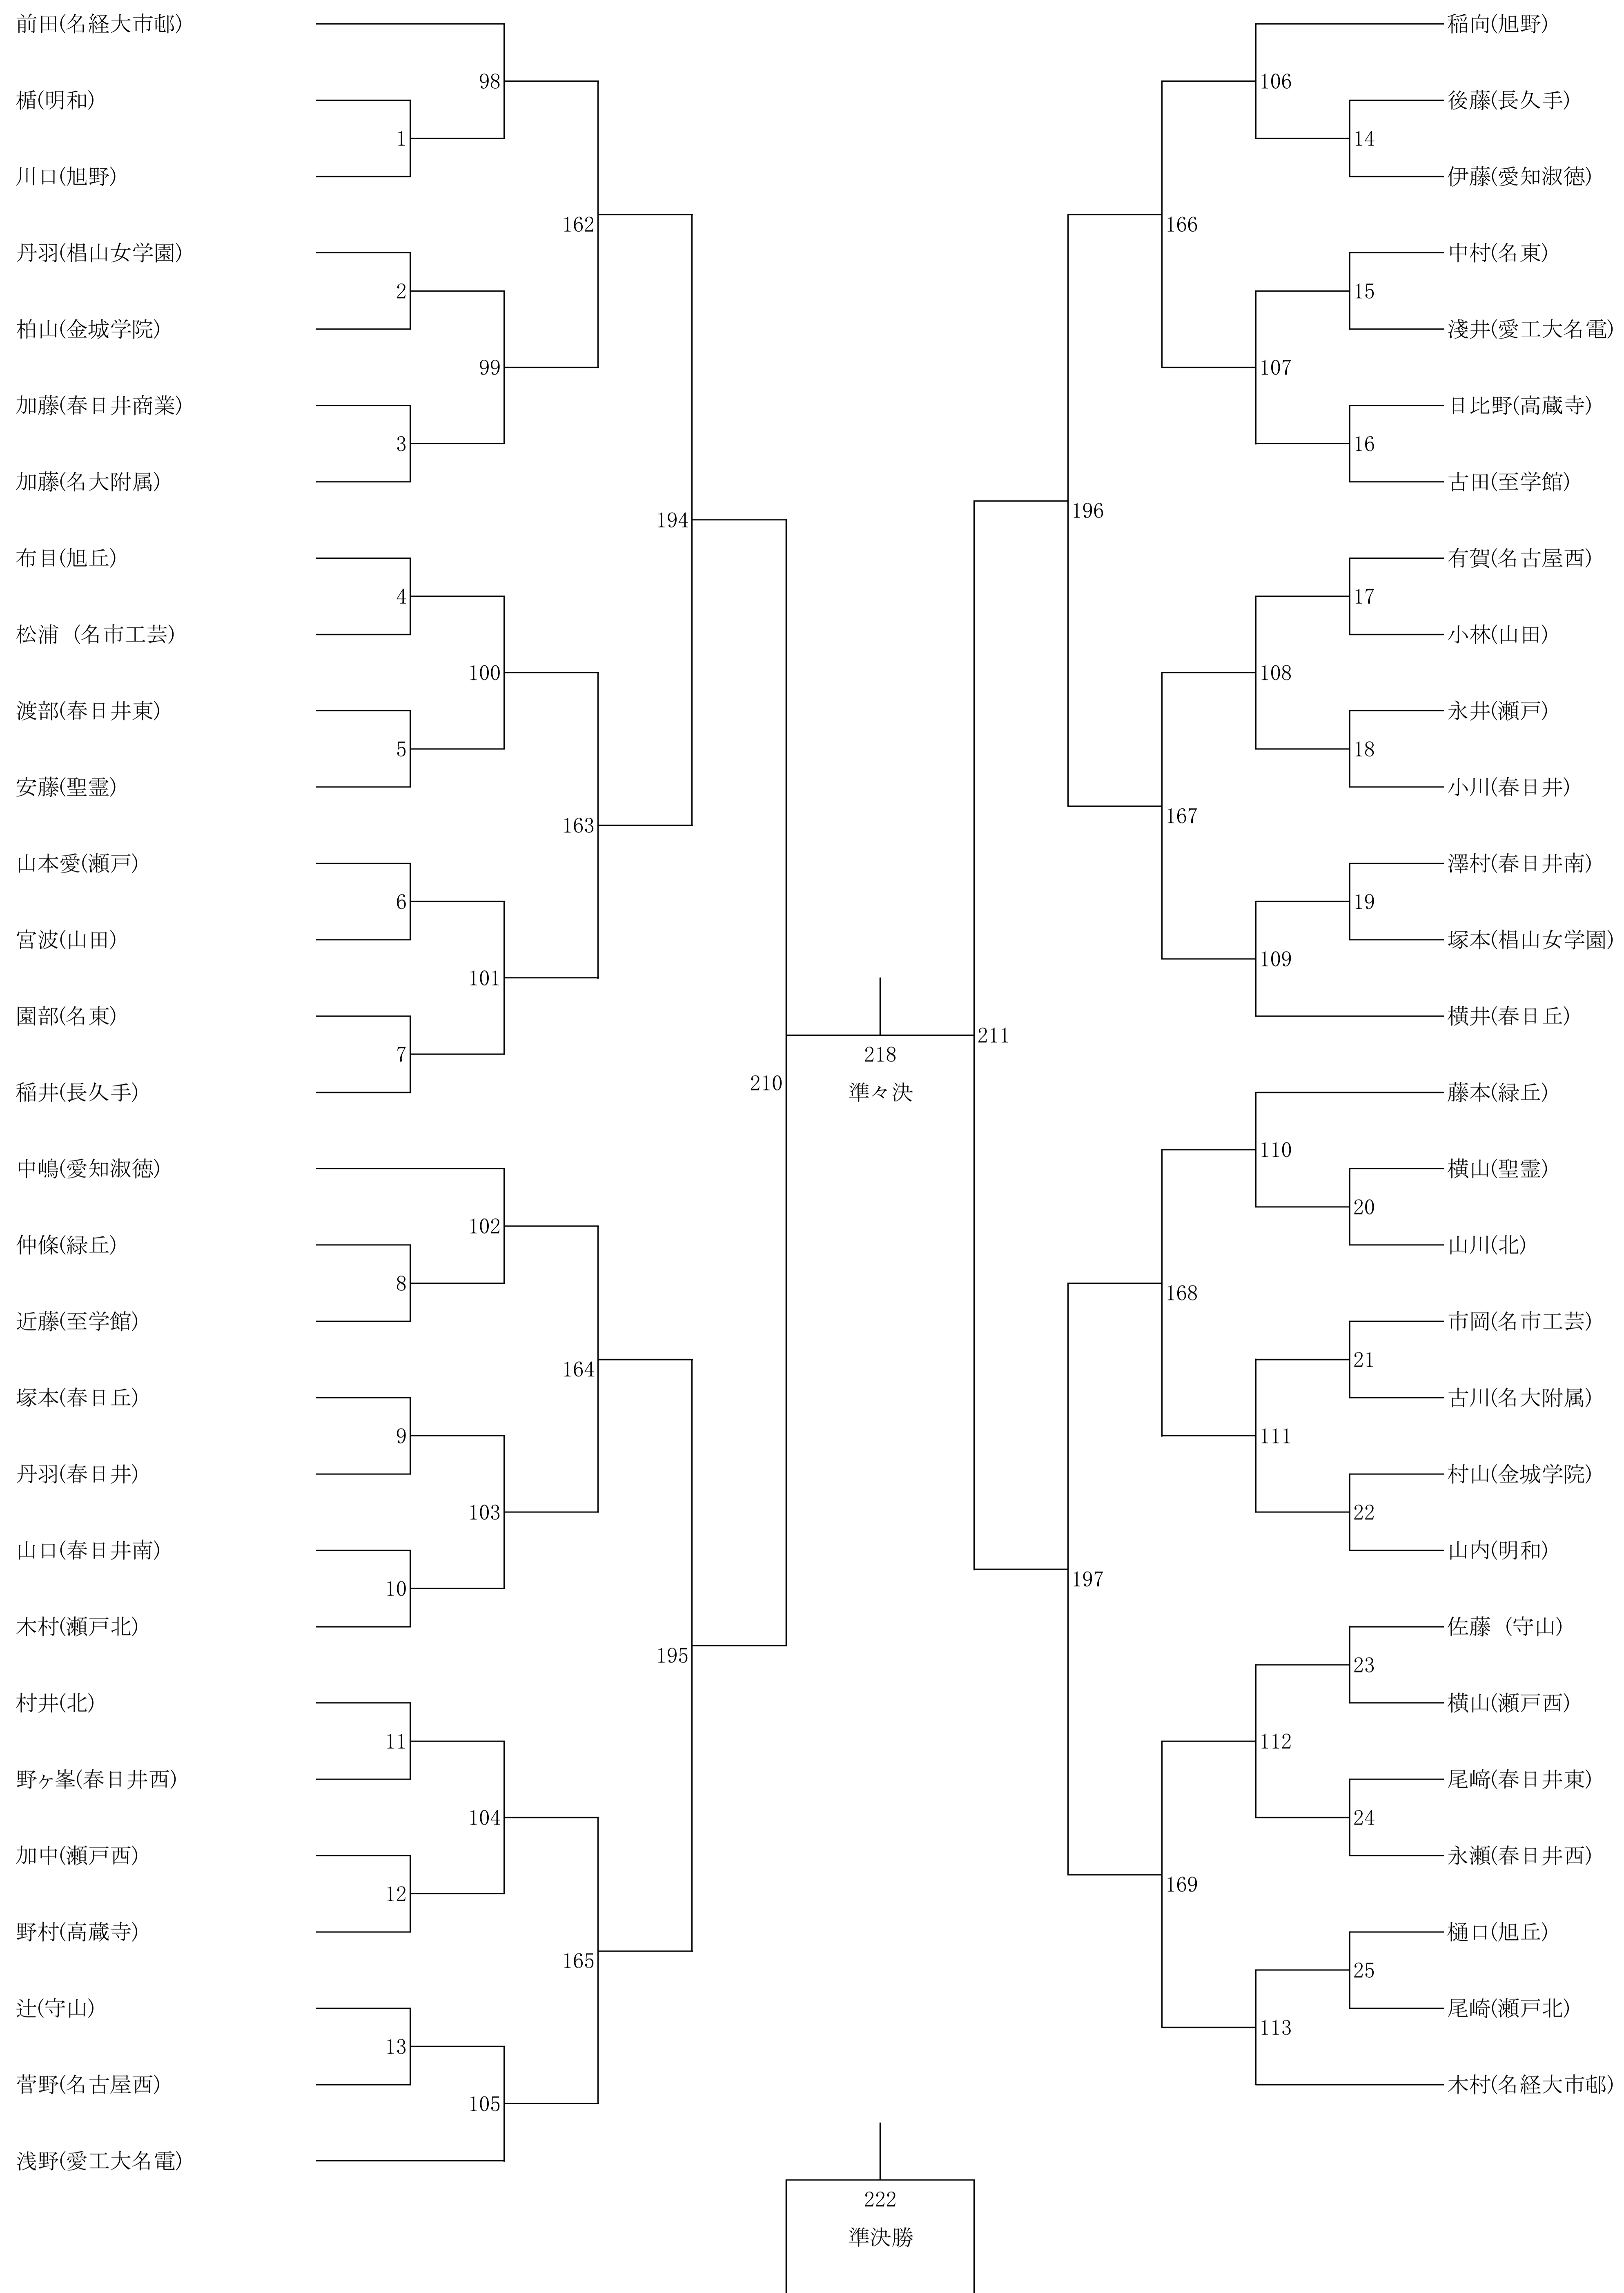 前田(名経大市邨)
楯(明和)
川口(旭野)
丹羽(椙山女学園)
柏山(金城学院)
加藤(春日井商業)
加藤(名大附属)
布目(旭丘)
松浦（名市工芸)
渡部(春日井東)
安藤(聖霊)
山本愛(瀬戸)
宮波(山田)
園部(名東)
稲井(長久手)
中嶋(愛知淑徳)
仲條(緑丘)
近藤(至学館)
塚本(春日丘)
丹羽(春日井)
山口(春日井南)
木村(瀬戸北)
村井(北)
野ヶ峯(春日井西)
加中(瀬戸西)
野村(高蔵寺)
辻(守山)
菅野(名古屋西)
浅野(愛工大名電)
1
2
3
4
5
6
7
8
9
10
11
12
13
98
99
100
101
102
103
104
105
162
163
164
165
194
195
210
218
準々決
222
準決勝
211
196
197
166
167
168
169
106
107
108
109
110
111
112
113
14
15
16
17
18
19
20
21
22
23
24
25
稲向(旭野)
後藤(長久手)
伊藤(愛知淑徳)
中村(名東)
淺井(愛工大名電)
日比野(高蔵寺)
古田(至学館)
有賀(名古屋西)
小林(山田)
永井(瀬戸)
小川(春日井)
澤村(春日井南)
塚本(椙山女学園)
横井(春日丘)
藤本(緑丘)
横山(聖霊)
山川(北)
市岡(名市工芸)
古川(名大附属)
村山(金城学院)
山内(明和)
佐藤（守山)
横山(瀬戸西)
尾﨑(春日井東)
永瀬(春日井西)
樋口(旭丘)
尾崎(瀬戸北)
木村(名経大市邨)